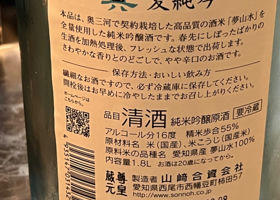 本品は、奥三河で契約栽培した高品質の酒米「夢山水」を
全量使用した純米吟醸酒です。春先にしぼったばかりの
生酒を加熱処理後、フレッシュな状態で出荷します。
さわやかな香りとのどごしで、やや辛口のお酒です。
保存方法・おいしい飲み方
繊細なお酒ですので、必ず冷蔵庫に保存してください。
開栓後はお早めに冷やしたままでお召し上がりください。
品目 清酒 純米吟醸原酒 要冷蔵
アルコール分16度 精米歩合55%
原材料 米(国産)、米こうじ(国産米)
原料米の品種名 愛知県産 夢山水100%
内容量1.8L お酒は20歳になってから。
蔵元 尊皇
製造者 山﨑合資会社
愛知県西尾市西幡豆町柿田57
http://www.sonnoh.co.jp/